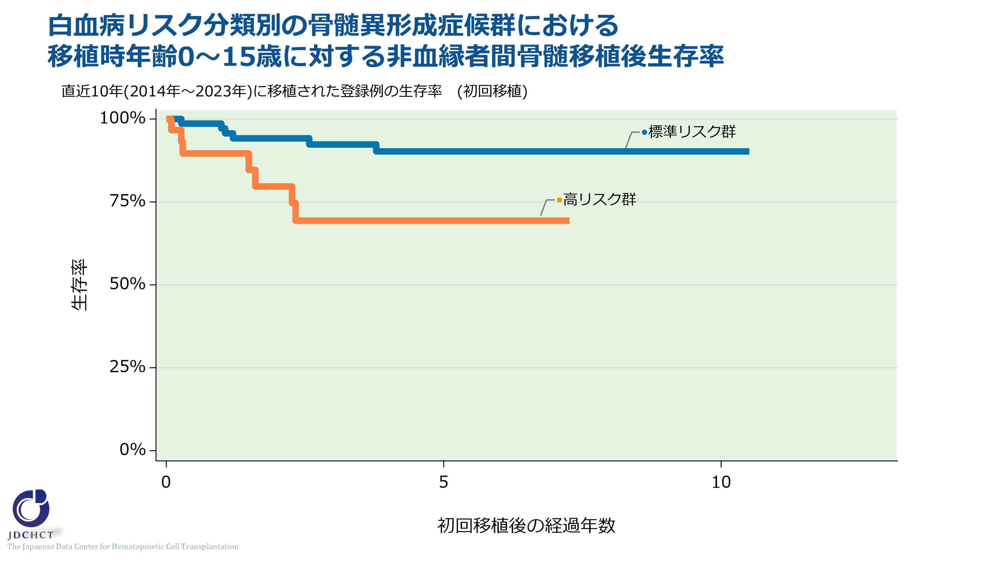 白血病リスク分類別の骨髄異形成症候群における
移植時年齢0～15歳に対する非血縁者間骨髄移植後生存率
直近10年(2014年～2023年)に移植された登録例の生存率　(初回移植)
100%
75%
50%
25%
0%
生存率
標準リスク群
高リスク群
0
5
10
初回移植後の経過年数
JDCHCT
The Japanese Data Center for Hematopoietic Cell Transplantation